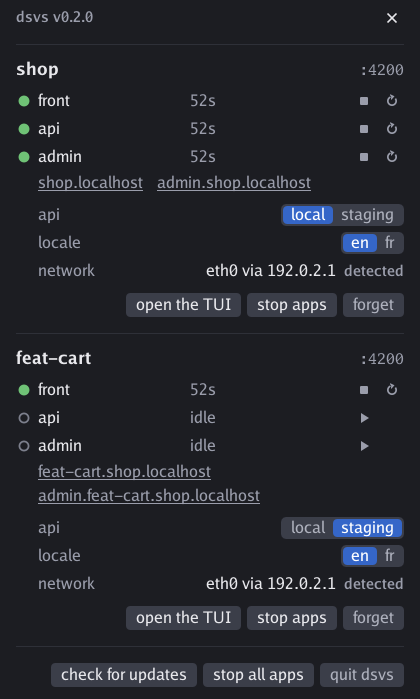 dsvs v0.2.0
shop :4200
front 52s
api 52s
admin 52s
shop.localhost admin.shop.localhost
api local staging
locale en fr
network eth0 via 192.0.2.1 detected
open the TUI stop apps forget
feat-cart :4200
front 52s
api idle
admin idle
feat-cart.shop.localhost
admin.feat-cart.shop.localhost
api local staging
locale en fr
network eth0 via 192.0.2.1 detected
open the TUI stop apps forget
check for updates stop all apps quit dsvs